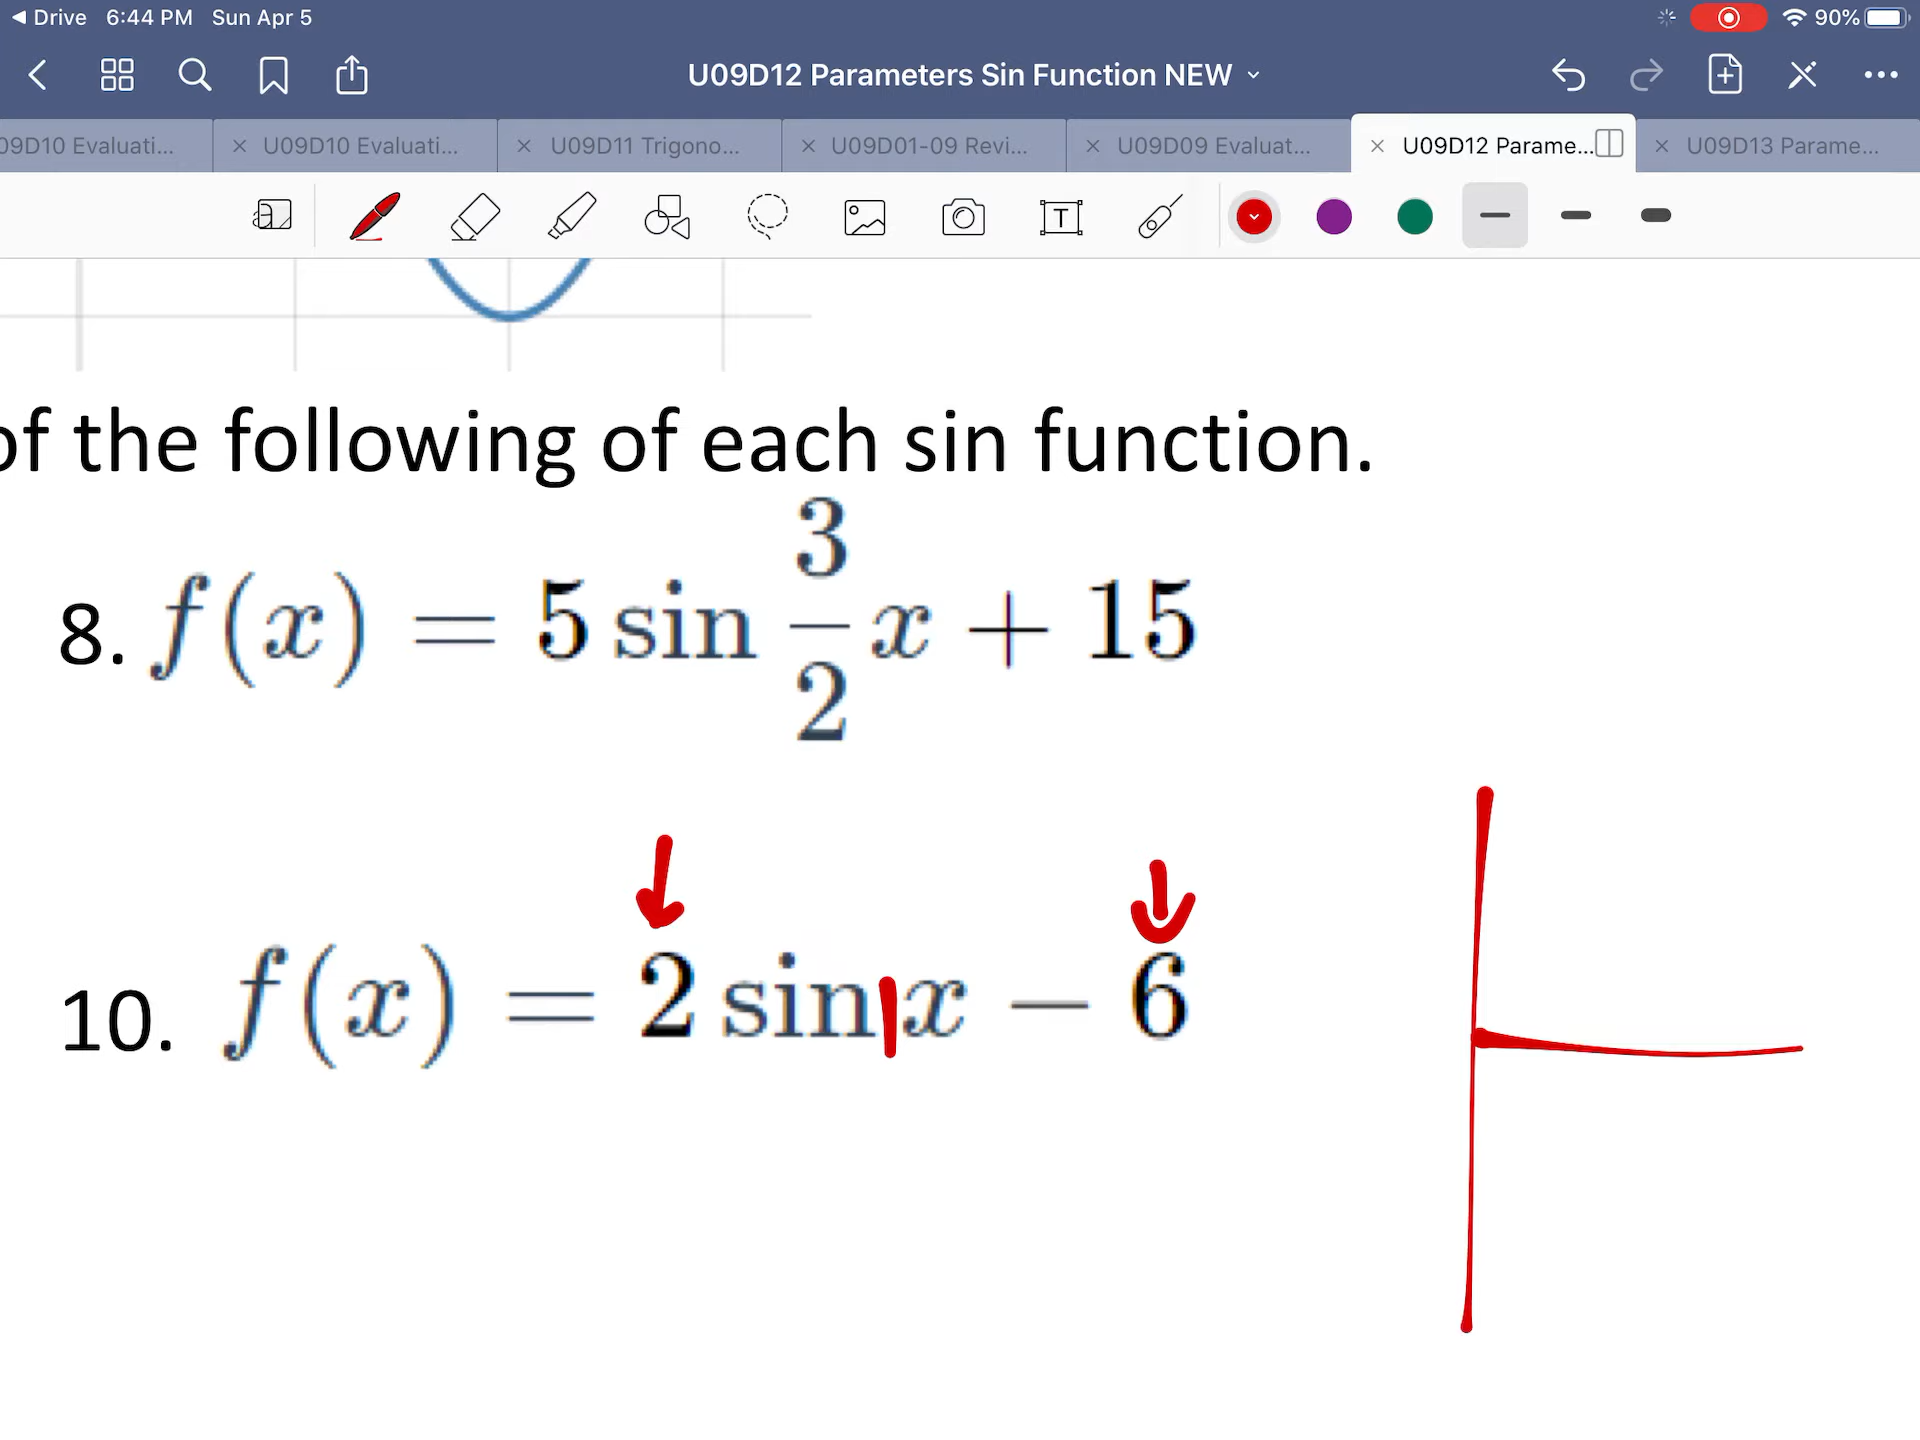 Drive 6:44 PM Sun Apr 5 90%
U09D12 Parameters Sin Function NEW
09D10 Evaluati... U09D10 Evaluati... U09D11 Trigono... U09D01-09 Revi... U09D09 Evaluat... U09D12 Parame... U09D13 Parame...
of the following of each sin function.
8. f(x) = 5 sin 3/2 x + 15
10. f(x) = 2 sin 1x - 6